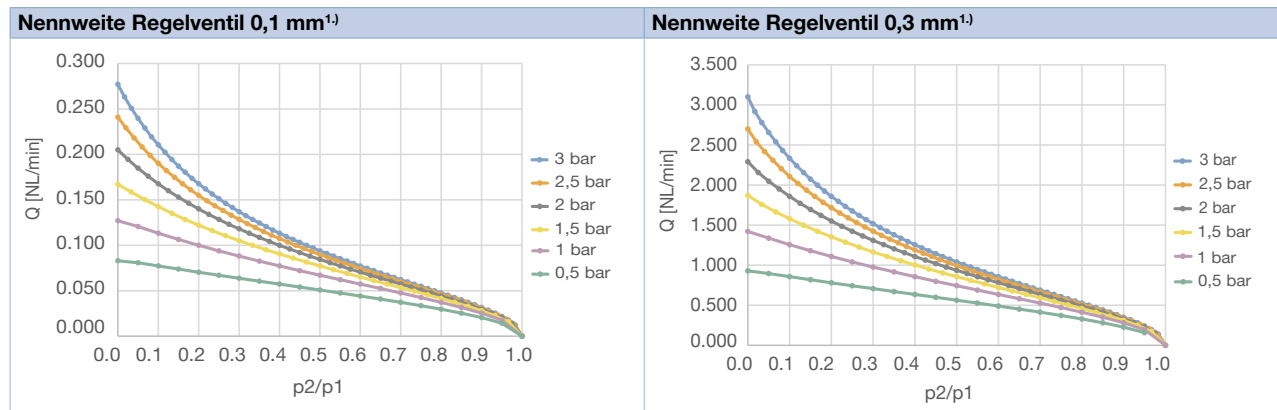 Nennweite Regelventil 0,1 mm1.)
0.300
0.250
0.200
0.150
0.100
0.050
0.000
Q [NL/min]
0.0 0.1 0.2 0.3 0.4 0.5 0.6 0.7 0.8 0.9 1.0
p2/p1
3 bar
2,5 bar
2 bar
1,5 bar
1 bar
0,5 bar
Nennweite Regelventil 0,3 mm1.)
3.500
3.000
2.500
2.000
1.500
1.000
0.500
0.000
Q [NL/min]
0.0 0.1 0.2 0.3 0.4 0.5 0.6 0.7 0.8 0.9 1.0
p2/p1
3 bar
2,5 bar
2 bar
1,5 bar
1 bar
0,5 bar